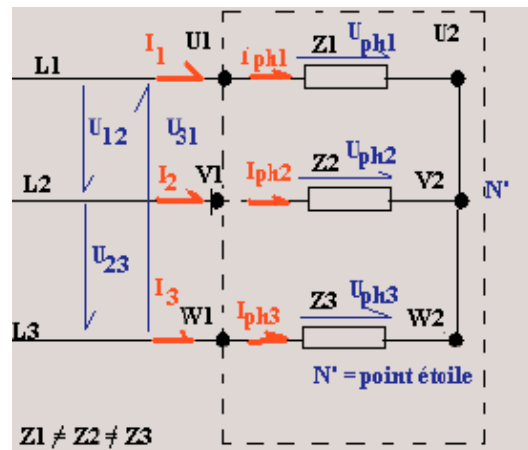 I1 U1 Iph1 Z1 Uph1 U2
L1
U12 U31
I2 V1 Iph2 Z2 Uph2 V2
L2 N'
U23
I3 W1 Iph3 Z3 Uph3 W2
L3
N' = point étoile
Z1 ≠ Z2 ≠ Z3